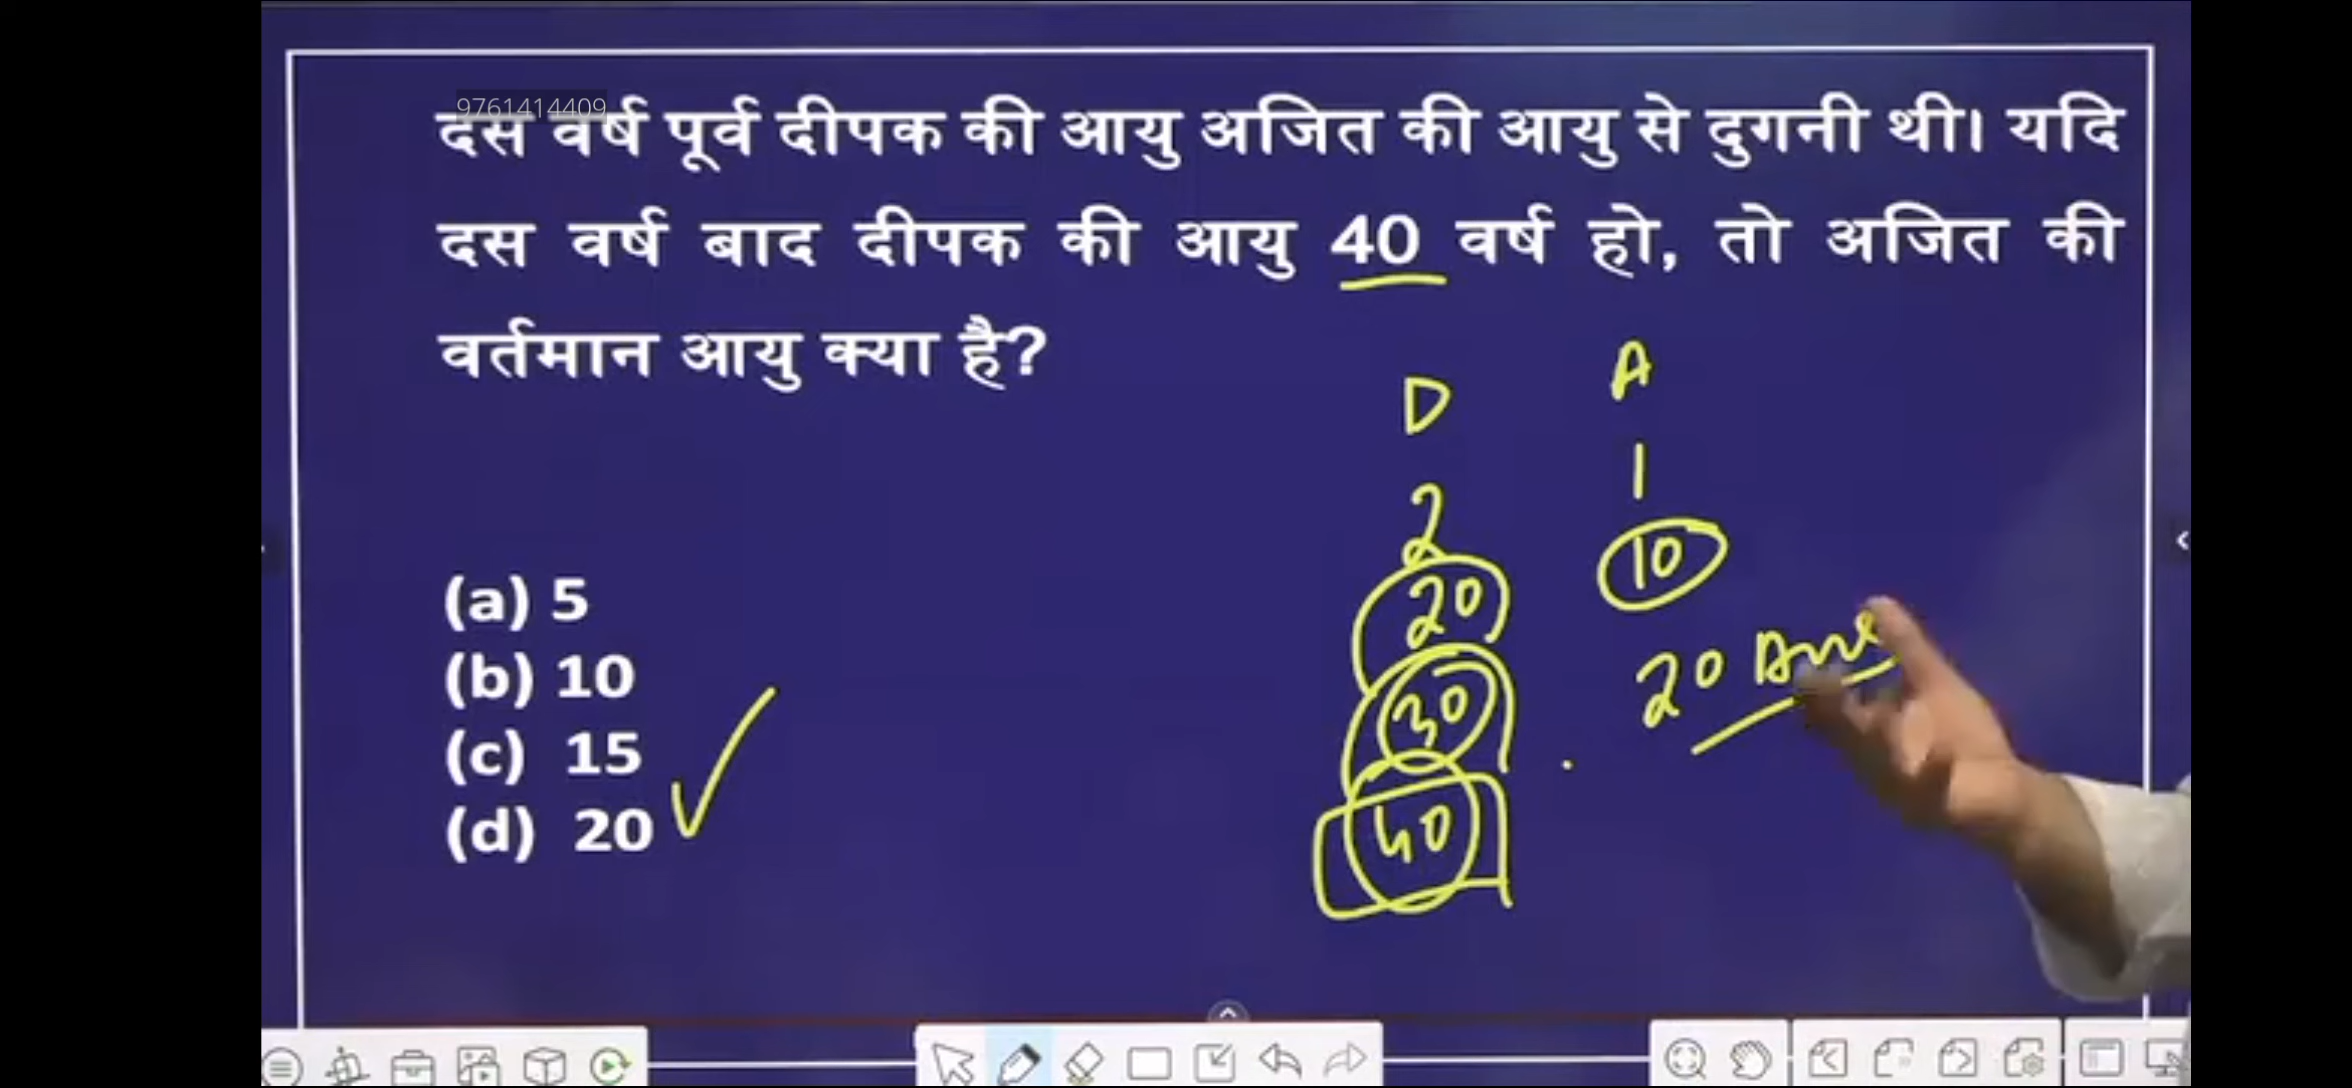 9761414409
दस वर्ष पूर्व दीपक की आयु अजित की आयु से दुगनी थी। यदि
दस वर्ष बाद दीपक की आयु 40 वर्ष हो, तो अजित की
वर्तमान आयु क्या है?
D A
2 1
20 10
30 20 Ans
40
(a) 5
(b) 10
(c) 15
(d) 20